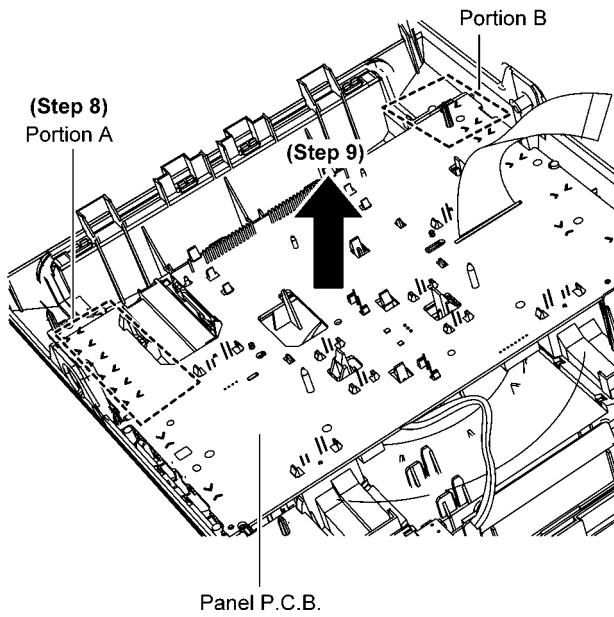 Portion B
(Step 8)
Portion A
(Step 9)
Panel P.C.B.